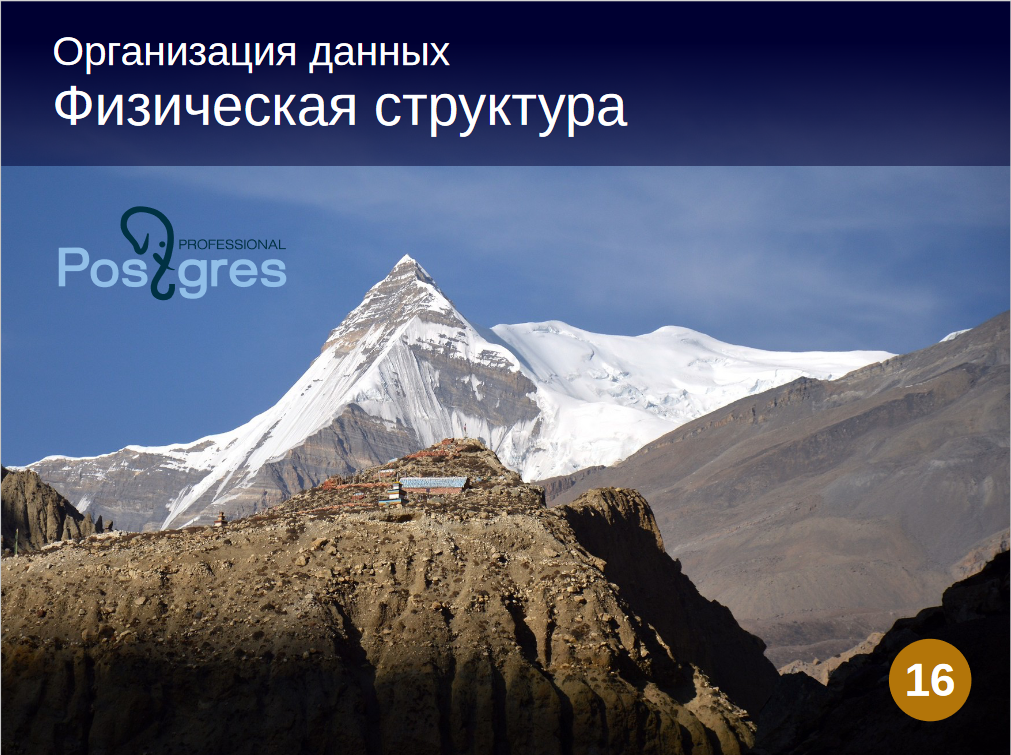 Организация данных
Физическая структура
PROFESSIONAL
Postgres
16